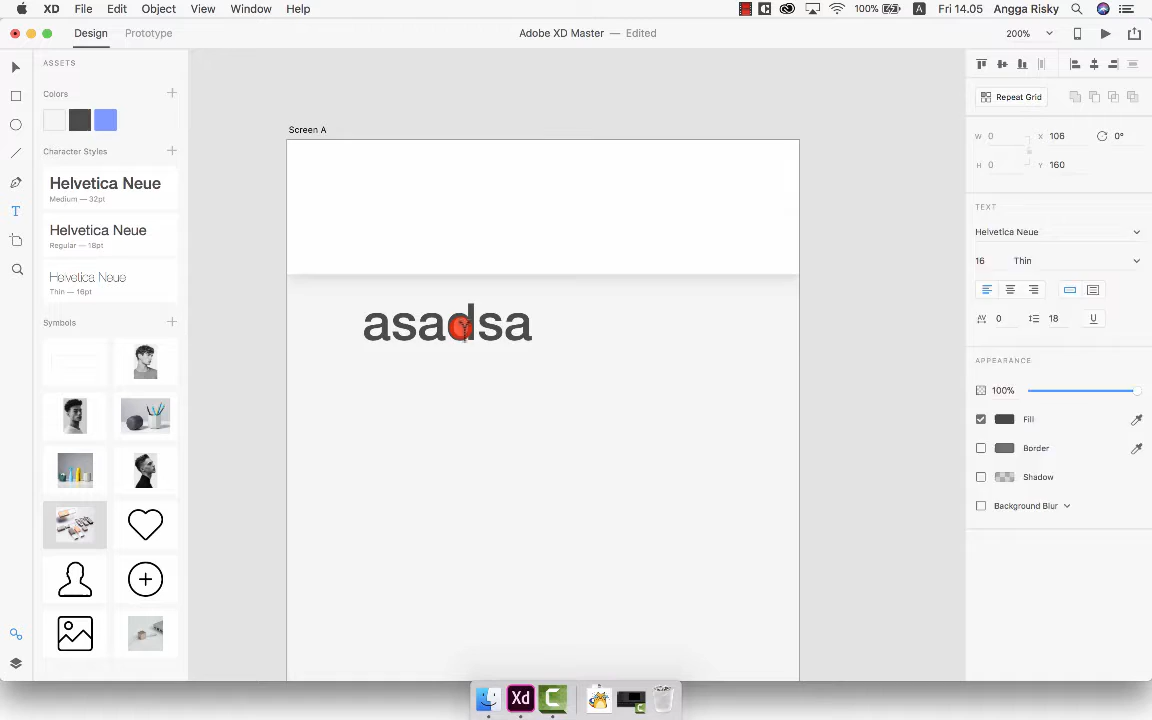 XD File Edit Object View Window Help 100% A Fri 14.05 Angga Risky
Design Prototype Adobe XD Master — Edited 200%
ASSETS
Colors
Character Styles
Helvetica Neue
Medium — 32pt
Helvetica Neue
Regular — 18pt
Helvetica Neue
Thin — 16pt
Symbols
Screen A
asadsa
Repeat Grid
W 0 X 106 0°
H 0 Y 160
TEXT
Helvetica Neue
16 Thin
AV 0 18 U
APPEARANCE
100%
Fill
Border
Shadow
Background Blur
Xd C